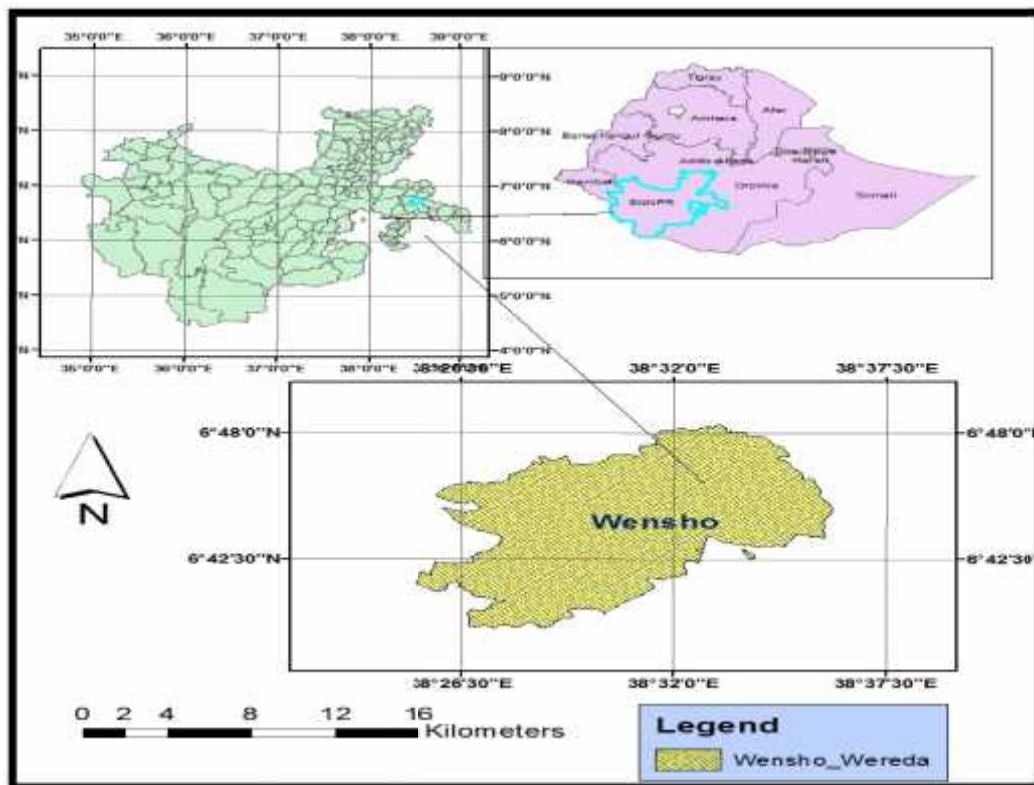 35°0'0"E 36°0'0"E 37°0'0"E 38°0'0"E 39°0'0"E
9°0'0"N
8°0'0"N
7°0'0"N
6°0'0"N
5°0'0"N
4°0'0"N
35°0'0"E 36°0'0"E 37°0'0"E 38°0'0"E
Tigray
Afar
Amhara
Oromia
Somali
38°32'0"E 38°37'30"E
6°48'0"N 6°48'0"N
N
Wensho
6°42'30"N 6°42'30"N
38°26'30"E 38°32'0"E 38°37'30"E
0 2 4 8 12 16
Kilometers
Legend
Wensho_Wereda